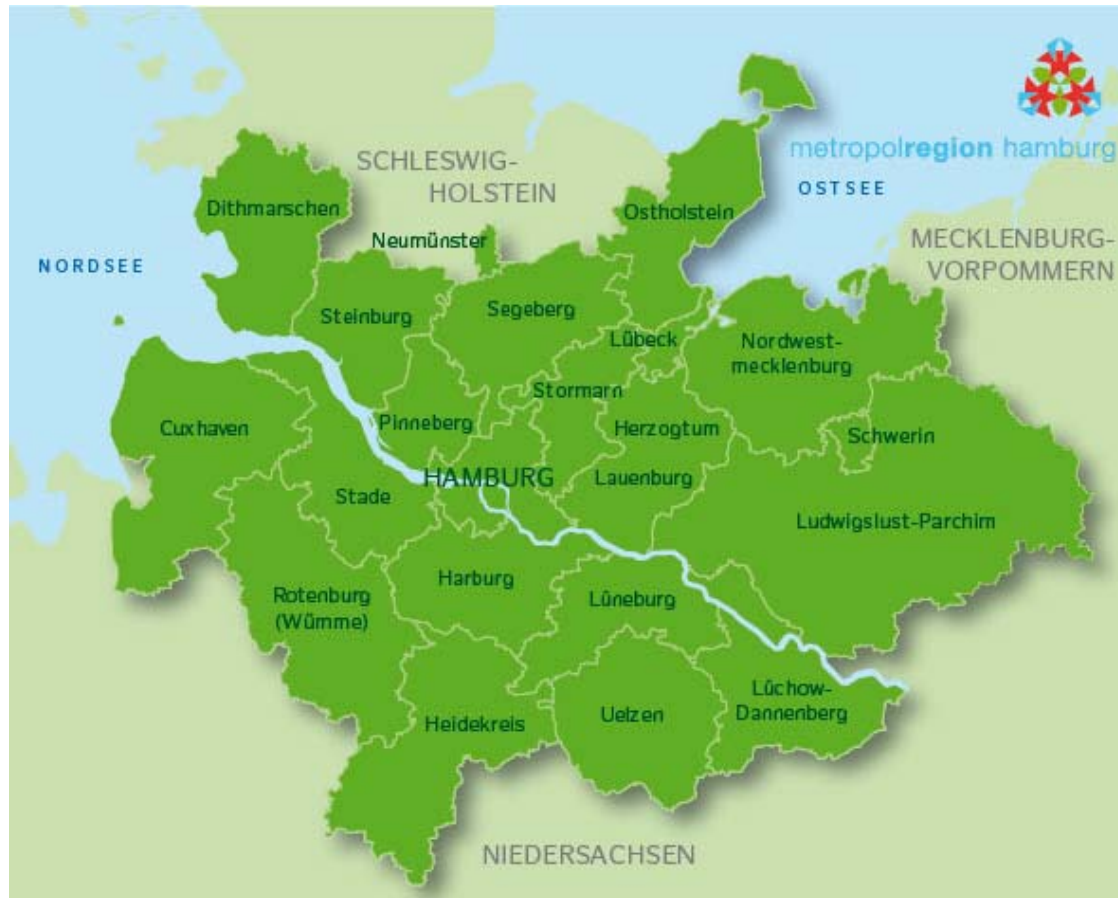 metropolregion hamburg
SCHLESWIG-
HOLSTEIN
OSTSEE
Dithmarschen
Ostholstein
Neumünster
MECKLENBURG-
VORPOMMERN
NORDSEE
Steinburg
Segeberg
Lübeck
Nordwest-
mecklenburg
Stormarn
Cuxhaven
Pinneberg
Herzogtum
Lauenburg
Schwerin
HAMBURG
Stade
Ludwigslust-Parchim
Harburg
Rotenburg
(Wümme)
Lüneburg
Heidekreis
Uelzen
Lüchow-
Dannenberg
NIEDERSACHSEN